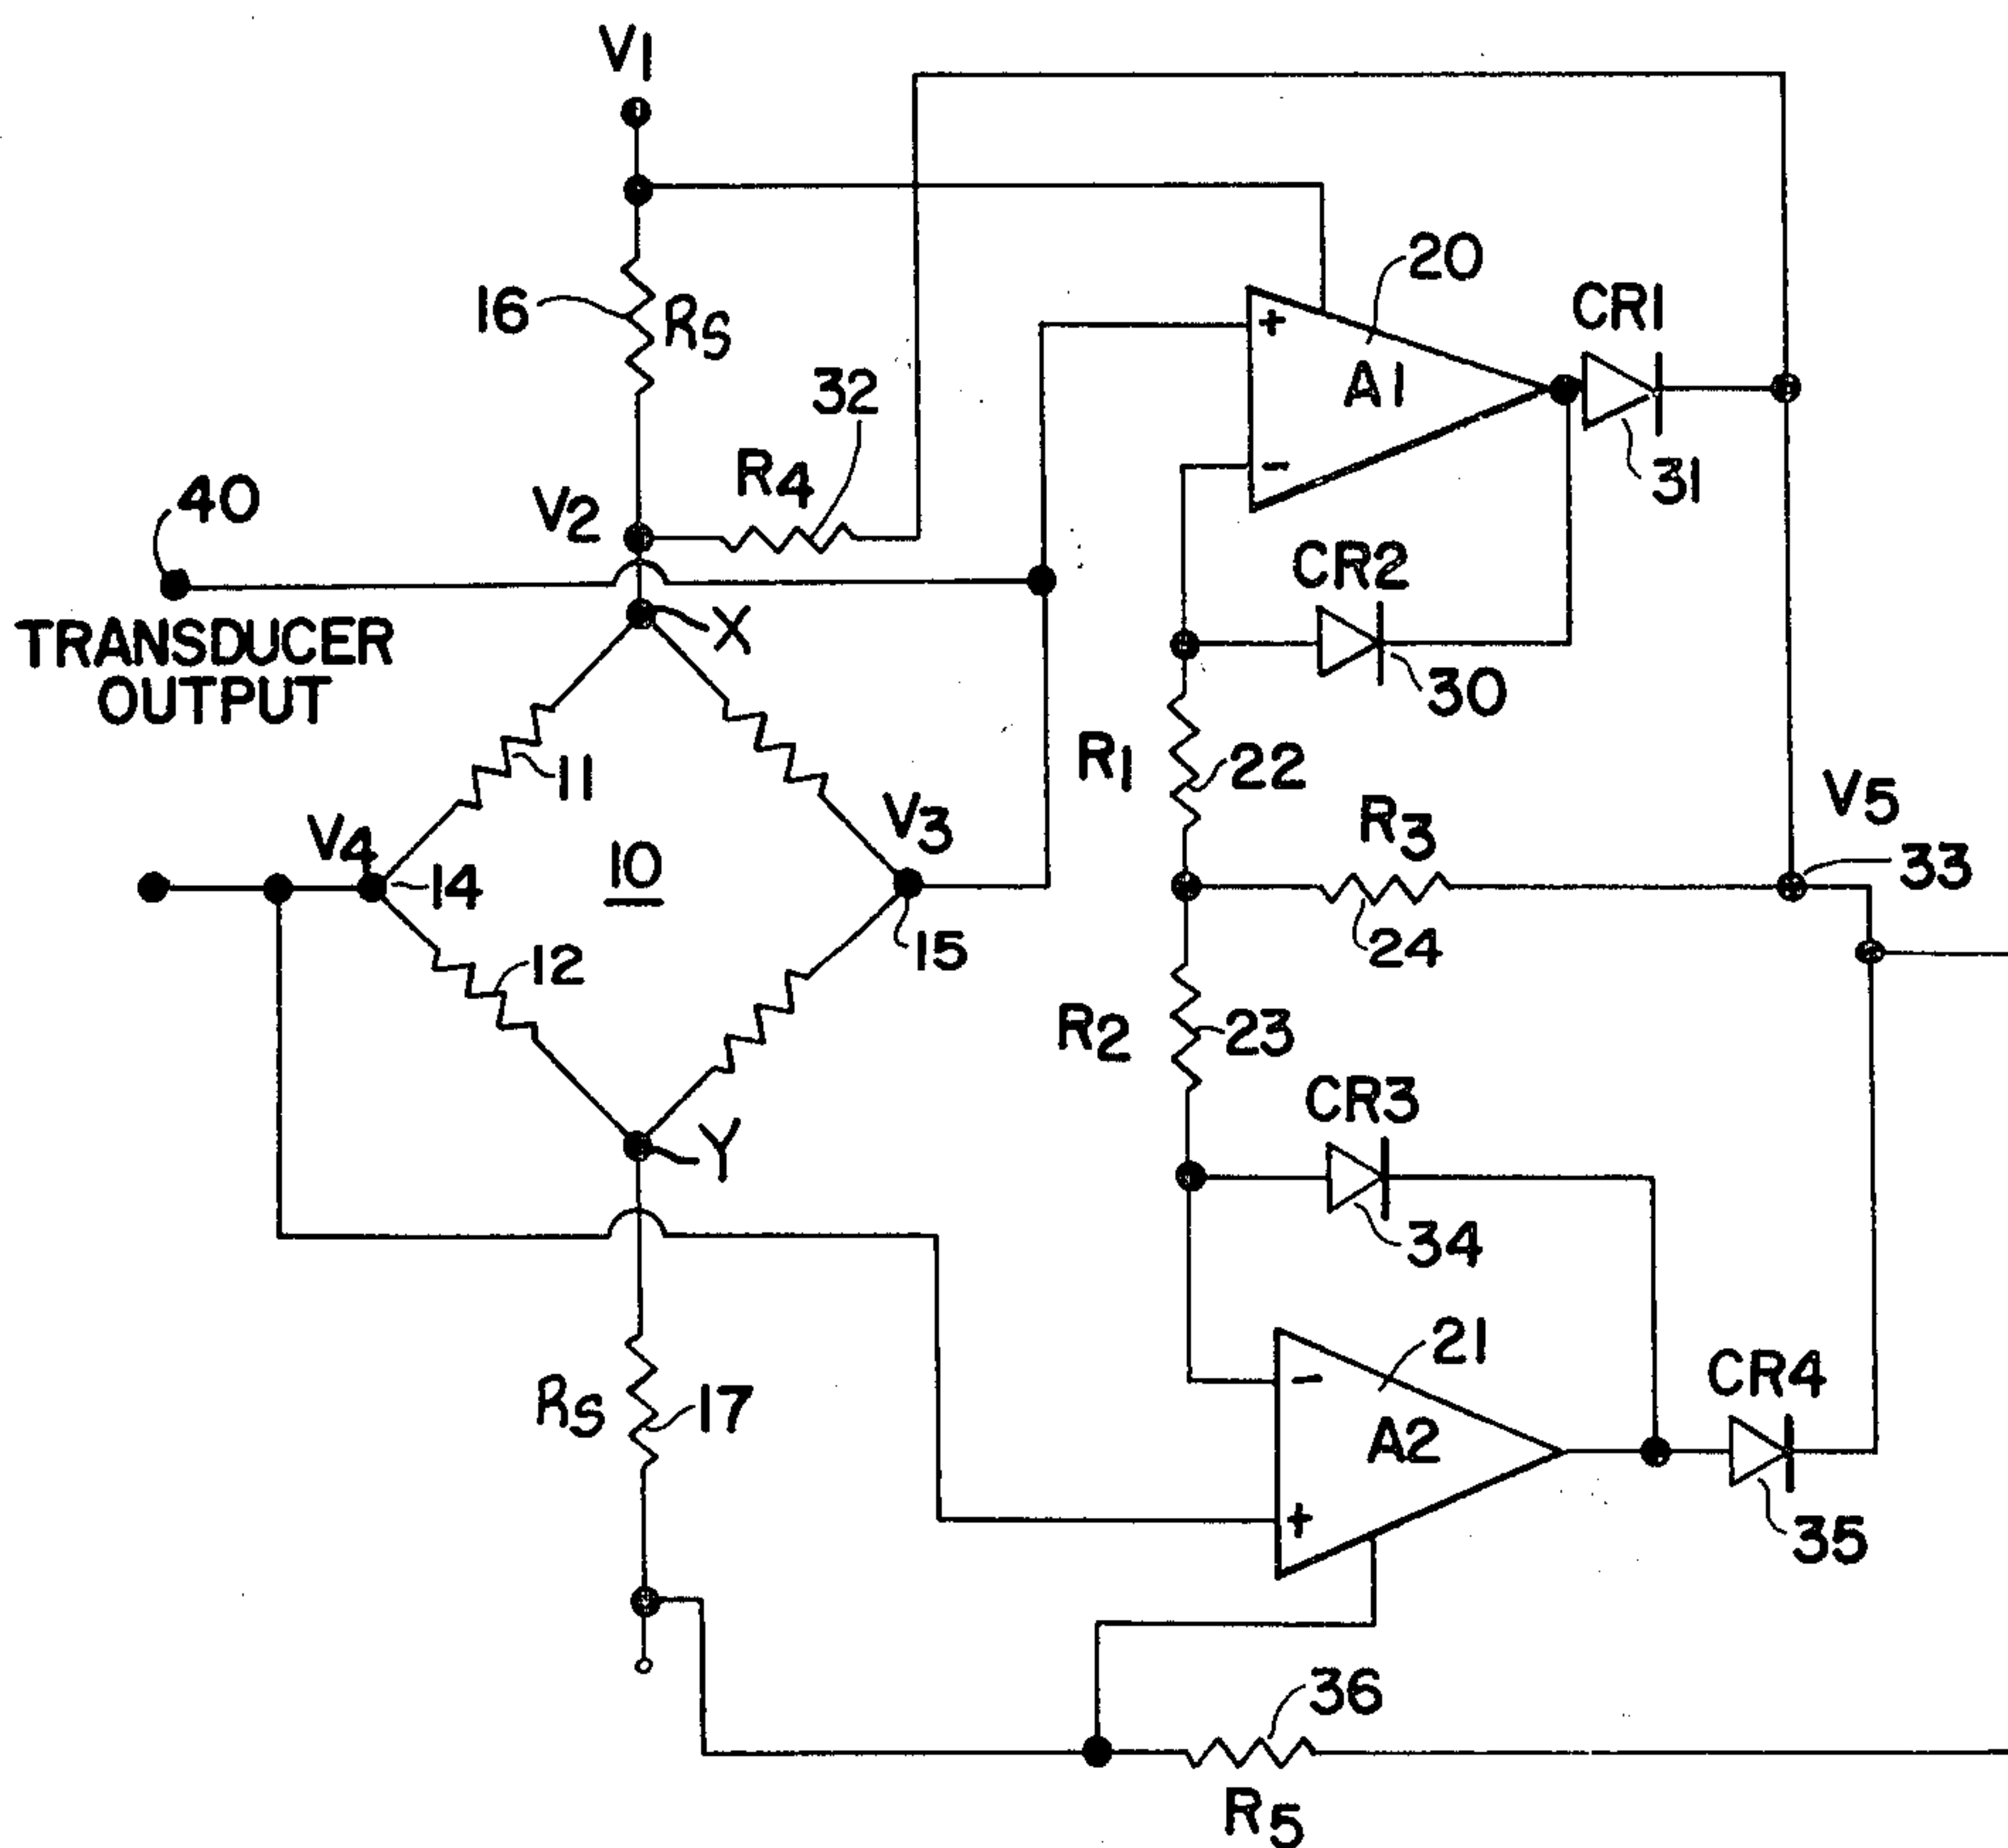 V1
20
CR1
16
RS
+
A1
32
R4
31
40
V2
-
CR2
X
TRANSDUCER
OUTPUT
30
R1
22
11
V5
V3
R3
V4
10
33
14
24
15
12
R2
23
CR3
Y
34
21
CR4
RS
17
-
A2
+
35
36
R5